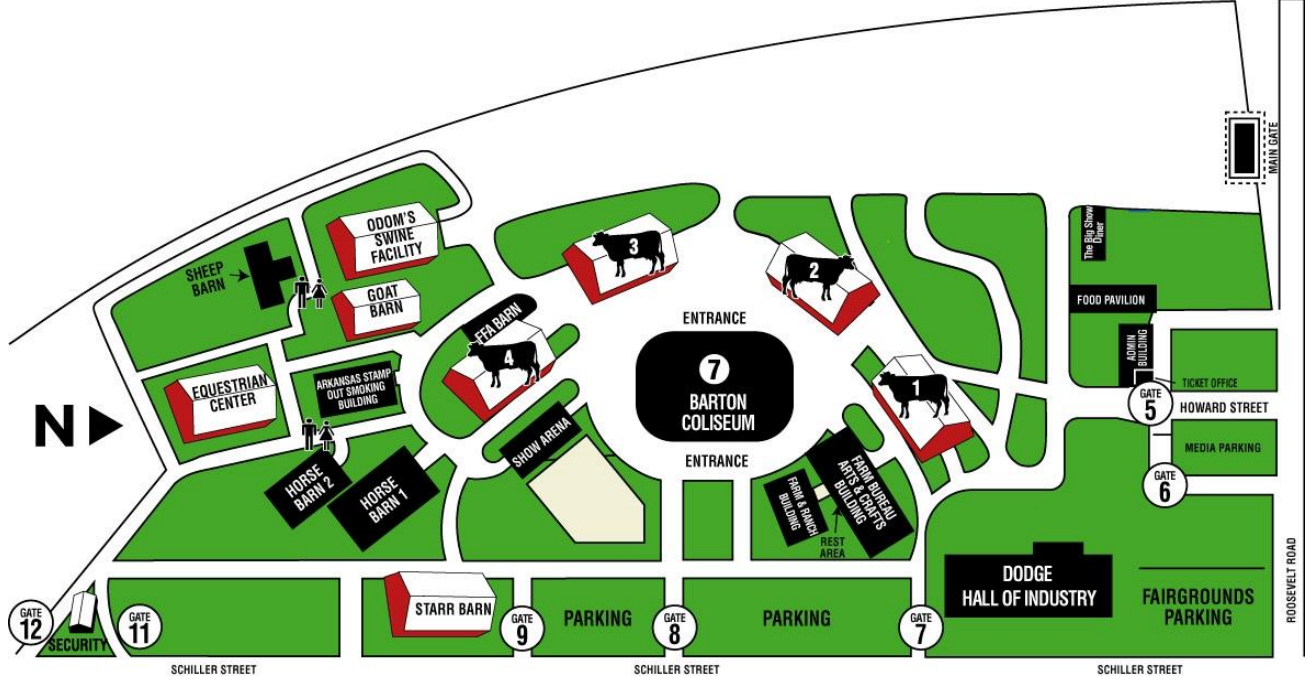 MAIN GATE
ODOM'S
SWINE
FACILITY
The Big Show
Diner
3
2
SHEEP
BARN
GOAT
BARN
FOOD PAVILION
FFA BARN
ENTRANCE
4
ADMIN
BUILDING
7
BARTON
COLISEUM
1
EQUESTRIAN
CENTER
ARKANSAS STAMP
OUT SMOKING
BUILDING
TICKET OFFICE
GATE
5
HOWARD STREET
N
SHOW ARENA
ENTRANCE
MEDIA PARKING
GATE
6
HORSE
BARN 2
HORSE
BARN 1
FARM & RANCH
BUILDING
FARM BUREAU
ARTS & CRAFTS
BUILDING
REST
AREA
ROOSEVELT ROAD
DODGE
HALL OF INDUSTRY
FAIRGROUNDS
PARKING
GATE
12
SECURITY
GATE
11
STARR BARN
GATE
9
PARKING
GATE
8
PARKING
GATE
7
SCHILLER STREET
SCHILLER STREET
SCHILLER STREET